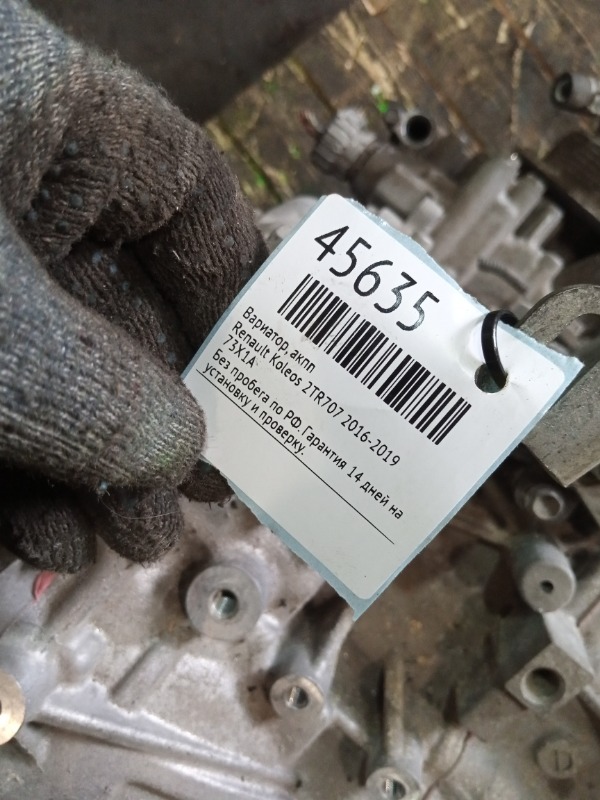 45635
Вариатор, акпп
Renault Koleos 2TR707 2016-2019
73X1A
Без пробега по РФ. Гарантия 14 дней на
установку и проверку.
D